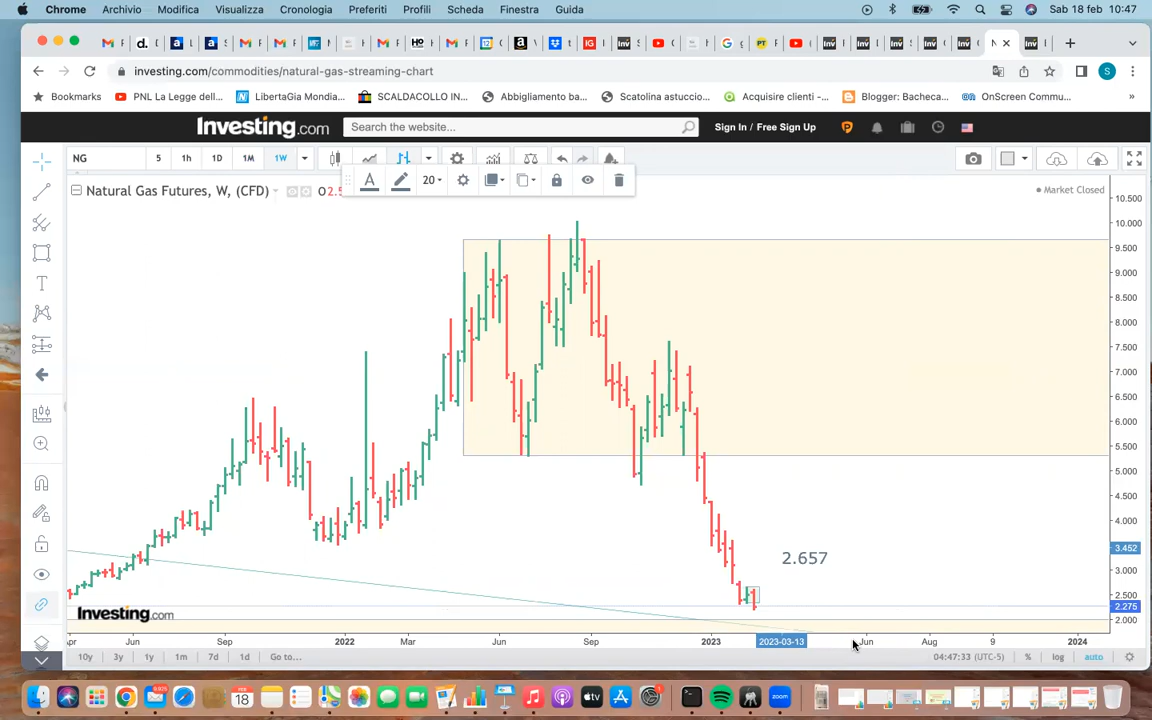 Chrome Archivio Modifica Visualizza Cronologia Preferiti Profili Scheda Finestra Guida Sab 18 feb 10:47
investing.com/commodities/natural-gas-streaming-chart
Bookmarks PNL La Legge dell... LibertaGia Mondia... SCALDACOLLO IN... Abbigliamento ba... Scatolina astuccio... Acquisire clienti -... Blogger: Bacheca... OnScreen Commu... »
Investing.com Search the website... Sign In / Free Sign Up
NG 5 1h 1D 1M 1W
20
Natural Gas Futures, W, (CFD) O2.5 Market Closed
10.500
10.000
9.500
9.000
8.500
8.000
7.500
7.000
6.500
6.000
5.500
5.000
4.500
4.000
3.452
2.657
3.000
2.500
2.275
Investing.com
2.000
Apr Jun Sep 2022 Mar Jun Sep 2023 2023-03-13 Jun Aug 9 2024
10y 3y 1y 1m 7d 1d Go to... 04:47:33 (UTC-5) % log auto